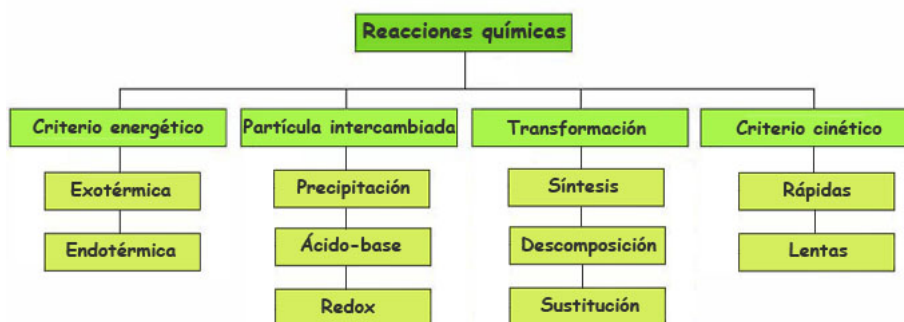 Reacciones químicas
Criterio energético
Exotérmica
Endotérmica
Partícula intercambiada
Precipitación
Ácido-base
Redox
Transformación
Síntesis
Descomposición
Sustitución
Criterio cinético
Rápidas
Lentas